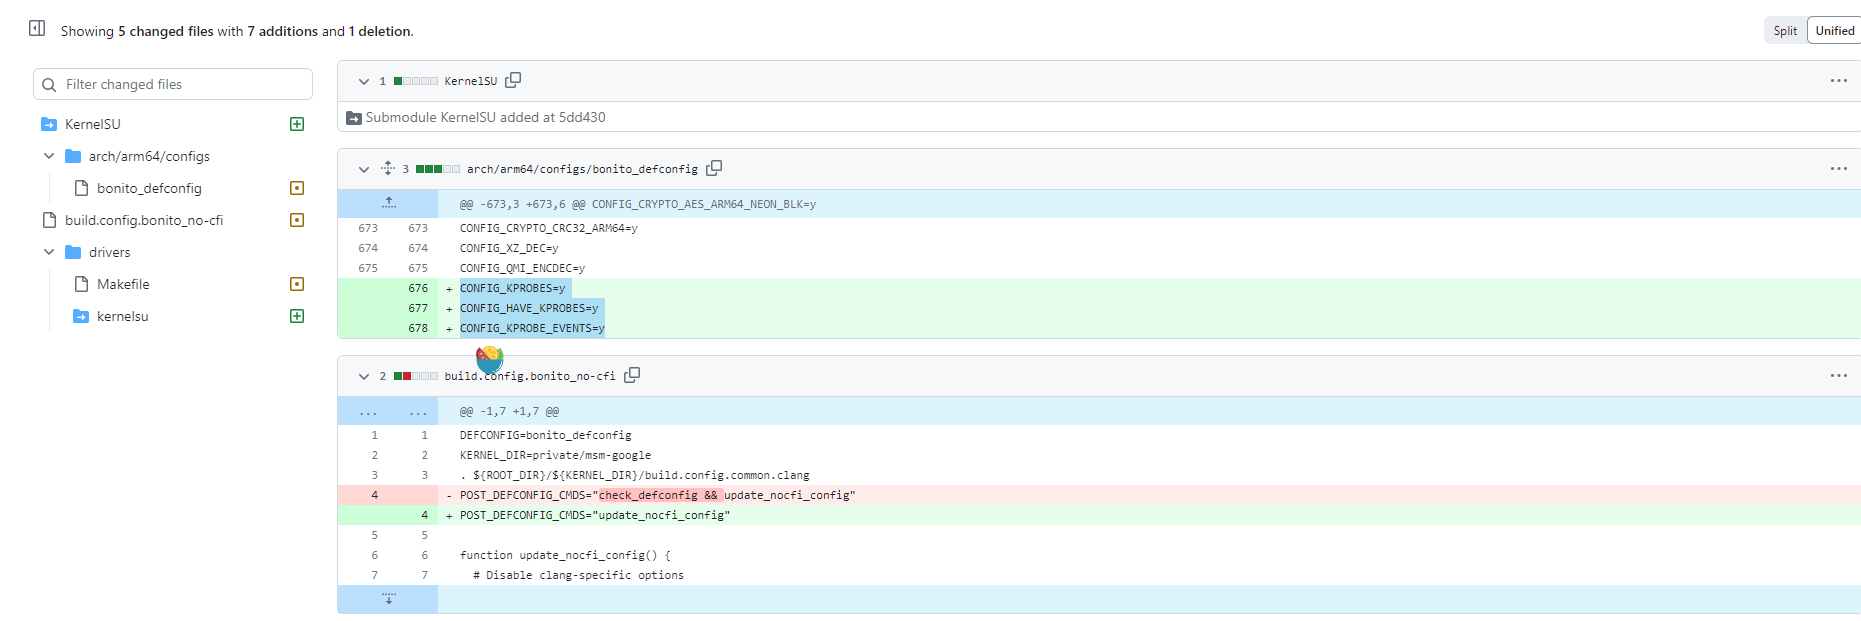 Showing 5 changed files with 7 additions and 1 deletion.
Split Unified
Filter changed files
KernelSU
arch/arm64/configs
bonito_defconfig
build.config.bonito_no-cfi
drivers
Makefile
kernelsu
1 KernelSU
Submodule KernelSU added at 5dd430
3 arch/arm64/configs/bonito_defconfig
@@ -673,3 +673,6 @@ CONFIG_CRYPTO_AES_ARM64_NEON_BLK=y
673 673 CONFIG_CRYPTO_CRC32_ARM64=y
674 674 CONFIG_XZ_DEC=y
675 675 CONFIG_QMI_ENCDEC=y
676 + CONFIG_KPROBES=y
677 + CONFIG_HAVE_KPROBES=y
678 + CONFIG_KPROBE_EVENTS=y
2 build.config.bonito_no-cfi
... ... @@ -1,7 +1,7 @@
1 1 DEFCONFIG=bonito_defconfig
2 2 KERNEL_DIR=private/msm-google
3 3 . ${ROOT_DIR}/${KERNEL_DIR}/build.config.common.clang
4 - POST_DEFCONFIG_CMDS="check_defconfig && update_nocfi_config"
4 + POST_DEFCONFIG_CMDS="update_nocfi_config"
5 5
6 6 function update_nocfi_config() {
7 7 # Disable clang-specific options